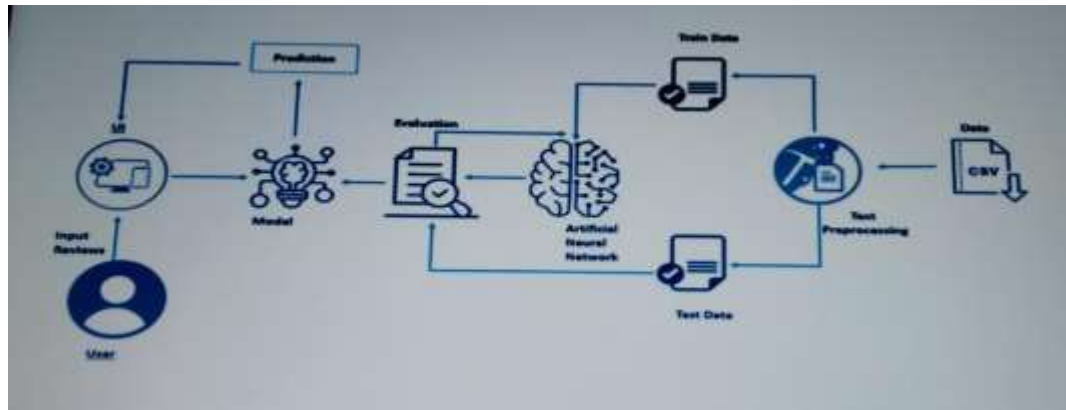 Train Data
Prediction
Evaluation
UI
Data
CSV
Model
Input
Reviews
Artificial
Neural
Network
Text
Preprocessing
Test Data
User